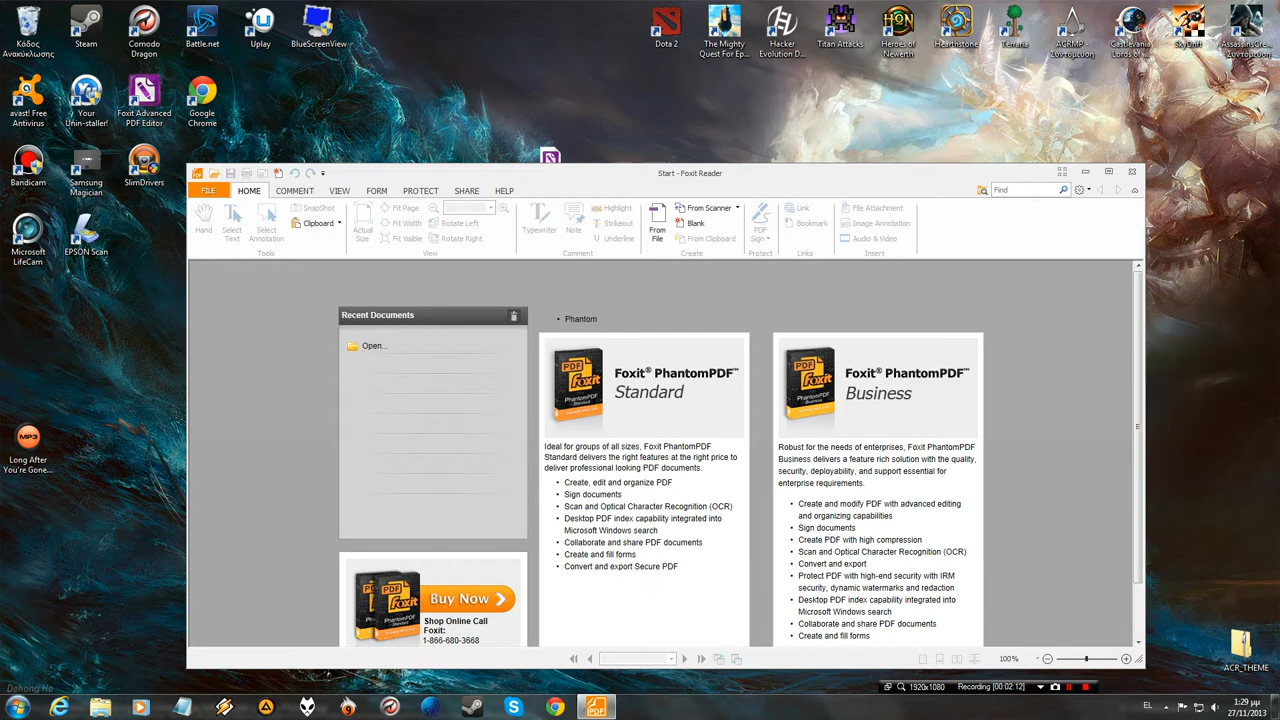 Κάδος
Ανακύκλωσης
Steam
Comodo
Dragon
Battle.net
Uplay
BlueScreenView
Dota 2
The Mighty
Quest For Ep...
Hacker
Evolution D...
Titan Attacks
Heroes of
Newerth
Hearthstone
Terraria
ACRMP -
Συντόμευση
Castlevania
Lords of ...
SkyDrift
AssassinsCre...
Συντόμευση
avast! Free
Antivirus
Your
Unin-staller!
Foxit Advanced
PDF Editor
Google
Chrome
Bandicam
Samsung
Magician
SlimDrivers
Microsoft
LifeCam
EPSON Scan
MP3
Long After
You're Gone...
ACR_THEME
Start - Foxit Reader
FILE
HOME
COMMENT
VIEW
FORM
PROTECT
SHARE
HELP
Find
Hand
Select
Text
Select
Annotation
SnapShot
Clipboard
Tools
Actual
Size
Fit Page
Fit Width
Fit Visible
Rotate Left
Rotate Right
View
Typewriter
Note
Highlight
Strikeout
Underline
Comment
From
File
From Scanner
Blank
From Clipboard
Create
PDF
Sign
Protect
Link
Bookmark
Links
File Attachment
Image Annotation
Audio & Video
Insert
Recent Documents
Open...
• Phantom
PDF
Foxit
Foxit® PhantomPDF™
Standard
Ideal for groups of all sizes, Foxit PhantomPDF
Standard delivers the right features at the right price to
deliver professional looking PDF documents.
• Create, edit and organize PDF
• Sign documents
• Scan and Optical Character Recognition (OCR)
• Desktop PDF index capability integrated into
Microsoft Windows search
• Collaborate and share PDF documents
• Create and fill forms
• Convert and export Secure PDF
PDF
Foxit
Foxit® PhantomPDF™
Business
Robust for the needs of enterprises, Foxit PhantomPDF
Business delivers a feature rich solution with the quality,
security, deployability, and support essential for
enterprise requirements.
• Create and modify PDF with advanced editing
and organizing capabilities
• Sign documents
• Create PDF with high compression
• Scan and Optical Character Recognition (OCR)
• Convert and export
• Protect PDF with high-end security with IRM
security, dynamic watermarks and redaction
• Desktop PDF index capability integrated into
Microsoft Windows search
• Collaborate and share PDF documents
• Create and fill forms
PDF
Foxit
Buy Now
Shop Online Call
Foxit:
1-866-680-3668
100%
1920x1080
Recording [00:02:12]
Dehong He
PDF
EL
1:29 μμ
27/11/2013